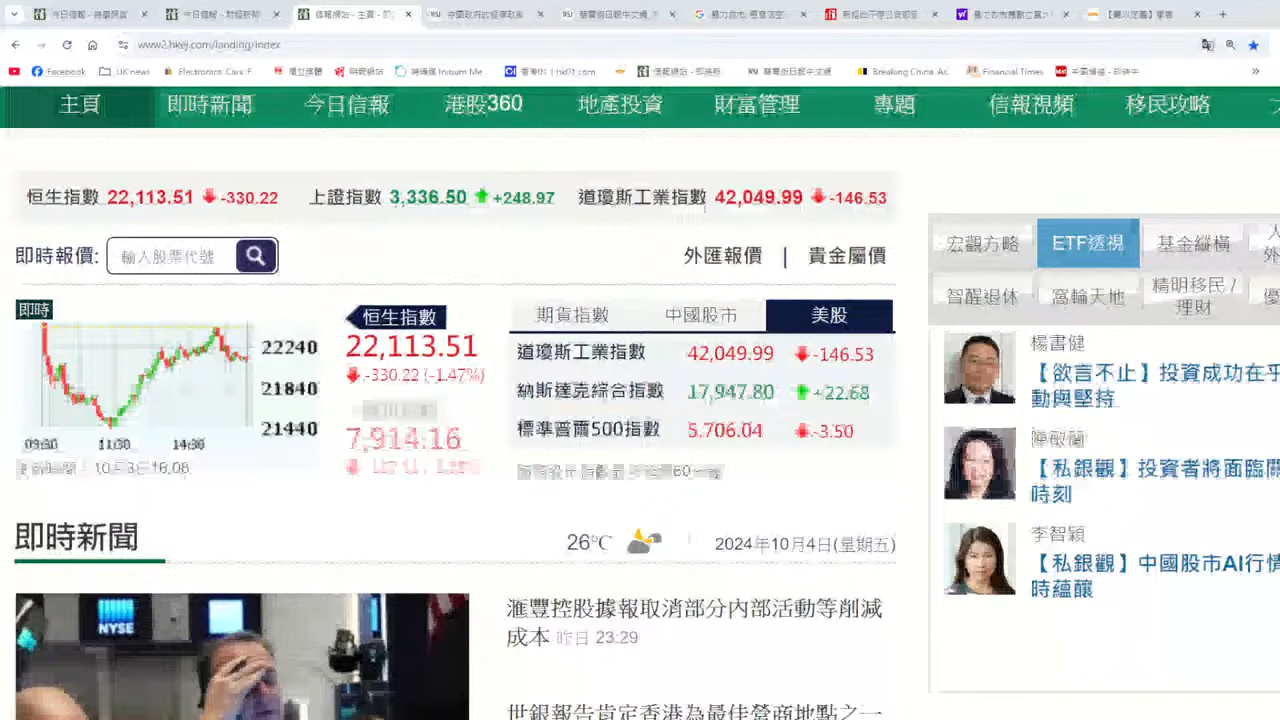 www2.hkej.com/landing/index
Facebook
UK news
Electronics Cars F
香港01 | hk01.com
Breaking China. As
Financial Times
主頁 即時新聞 今日信報 港股360 地產投資 財富管理 專題 信報視頻 移民攻略
恒生指數 22,113.51 -330.22 上證指數 3,336.50 +248.97 道瓊斯工業指數 42,049.99 -146.53
即時報價: 輸入股票代號 外匯報價 | 貴金屬價
即時
22240
21840
21440
09:30 11:30 14:30
恒生指數
22,113.51
-330.22 (-1.47%)
7,914.16
期貨指數 中國股市 美股
道瓊斯工業指數 42,049.99 -146.53
納斯達克綜合指數 17,947.80 +22.68
標準普爾500指數 5,706.04 -3.50
即時新聞
26°C 2024年10月4日(星期五)
NYSE
滙豐控股據報取消部分內部活動等削減
成本 昨日 23:29
世銀報告肯定香港為最佳營商地點之一
宏觀方略 ETF透視 基金縱橫
智醒退休 窩輪天地 精明移民 /
理財
楊書健
【欲言不止】投資成功在乎
動與堅持
陳敏蘭
【私銀觀】投資者將面臨關
時刻
李智穎
【私銀觀】中國股市AI行情
時蘊釀